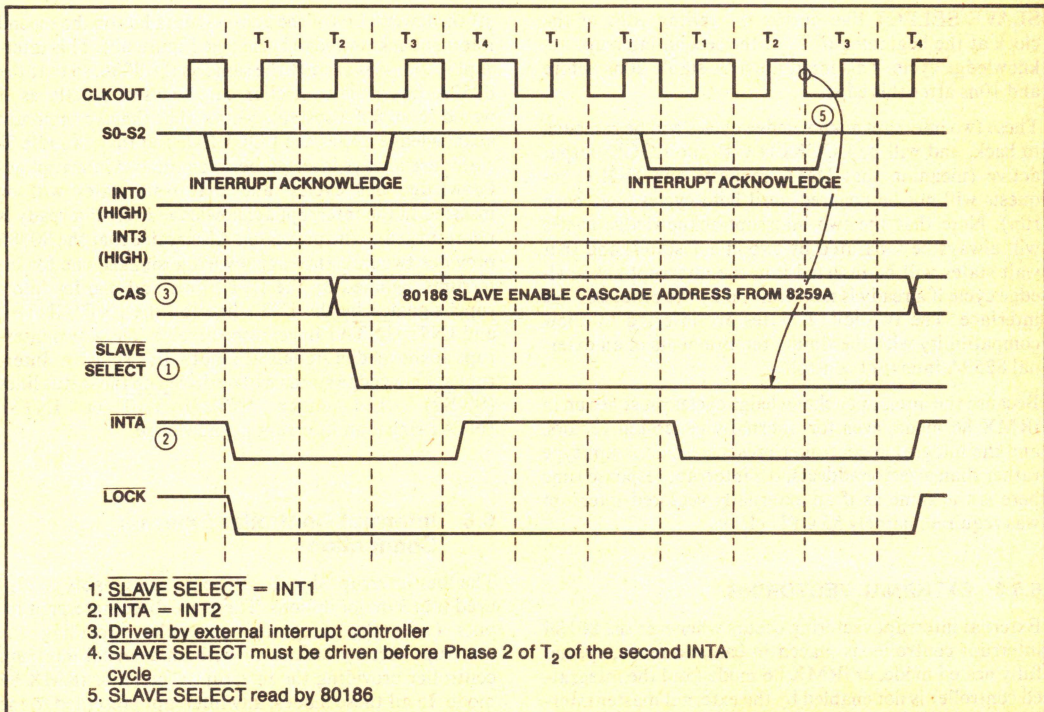 T₁ T₂ T₃ T₄ Tᵢ Tᵢ T₁ T₂ T₃ T₄
CLKOUT
⑤
S0-S2
INTERRUPT ACKNOWLEDGE INTERRUPT ACKNOWLEDGE
INT0
(HIGH)
INT3
(HIGH)
CAS ③ 80186 SLAVE ENABLE CASCADE ADDRESS FROM 8259A
SLAVE
SELECT ①
INTA
②
LOCK
1. SLAVE SELECT = INT1
2. INTA = INT2
3. Driven by external interrupt controller
4. SLAVE SELECT must be driven before Phase 2 of T₂ of the second INTA
cycle
5. SLAVE SELECT read by 80186